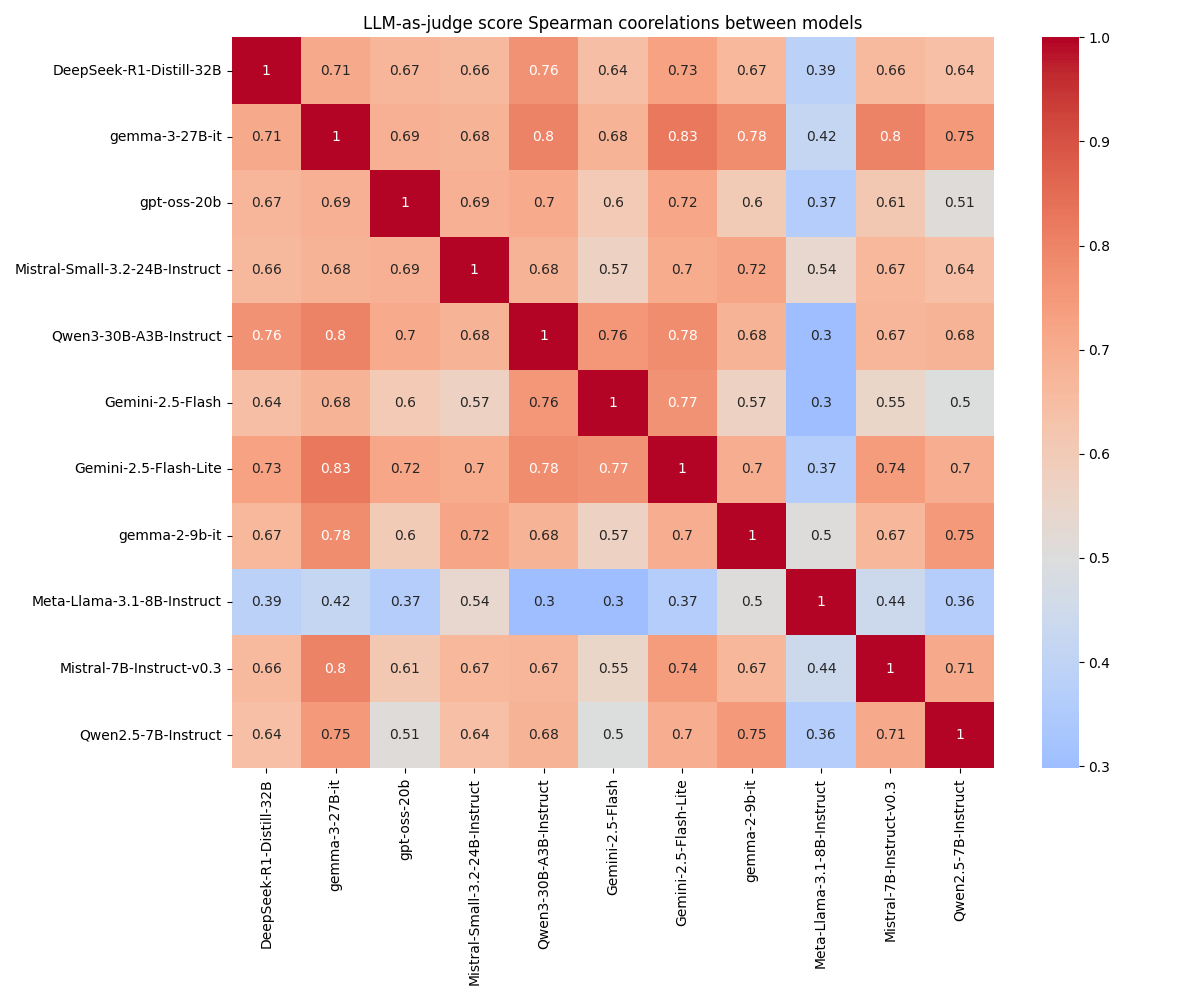 LLM-as-judge score Spearman coorelations between models
DeepSeek-R1-Distill-32B 1 0.71 0.67 0.66 0.76 0.64 0.73 0.67 0.39 0.66 0.64
gemma-3-27B-it 0.71 1 0.69 0.68 0.8 0.68 0.83 0.78 0.42 0.8 0.75
gpt-oss-20b 0.67 0.69 1 0.69 0.7 0.6 0.72 0.6 0.37 0.61 0.51
Mistral-Small-3.2-24B-Instruct 0.66 0.68 0.69 1 0.68 0.57 0.7 0.72 0.54 0.67 0.64
Qwen3-30B-A3B-Instruct 0.76 0.8 0.7 0.68 1 0.76 0.78 0.68 0.3 0.67 0.68
Gemini-2.5-Flash 0.64 0.68 0.6 0.57 0.76 1 0.77 0.57 0.3 0.55 0.5
Gemini-2.5-Flash-Lite 0.73 0.83 0.72 0.7 0.78 0.77 1 0.7 0.37 0.74 0.7
gemma-2-9b-it 0.67 0.78 0.6 0.72 0.68 0.57 0.7 1 0.5 0.67 0.75
Meta-Llama-3.1-8B-Instruct 0.39 0.42 0.37 0.54 0.3 0.3 0.37 0.5 1 0.44 0.36
Mistral-7B-Instruct-v0.3 0.66 0.8 0.61 0.67 0.67 0.55 0.74 0.67 0.44 1 0.71
Qwen2.5-7B-Instruct 0.64 0.75 0.51 0.64 0.68 0.5 0.7 0.75 0.36 0.71 1
DeepSeek-R1-Distill-32B
gemma-3-27B-it
gpt-oss-20b
Mistral-Small-3.2-24B-Instruct
Qwen3-30B-A3B-Instruct
Gemini-2.5-Flash
Gemini-2.5-Flash-Lite
gemma-2-9b-it
Meta-Llama-3.1-8B-Instruct
Mistral-7B-Instruct-v0.3
Qwen2.5-7B-Instruct
1.0
0.9
0.8
0.7
0.6
0.5
0.4
0.3